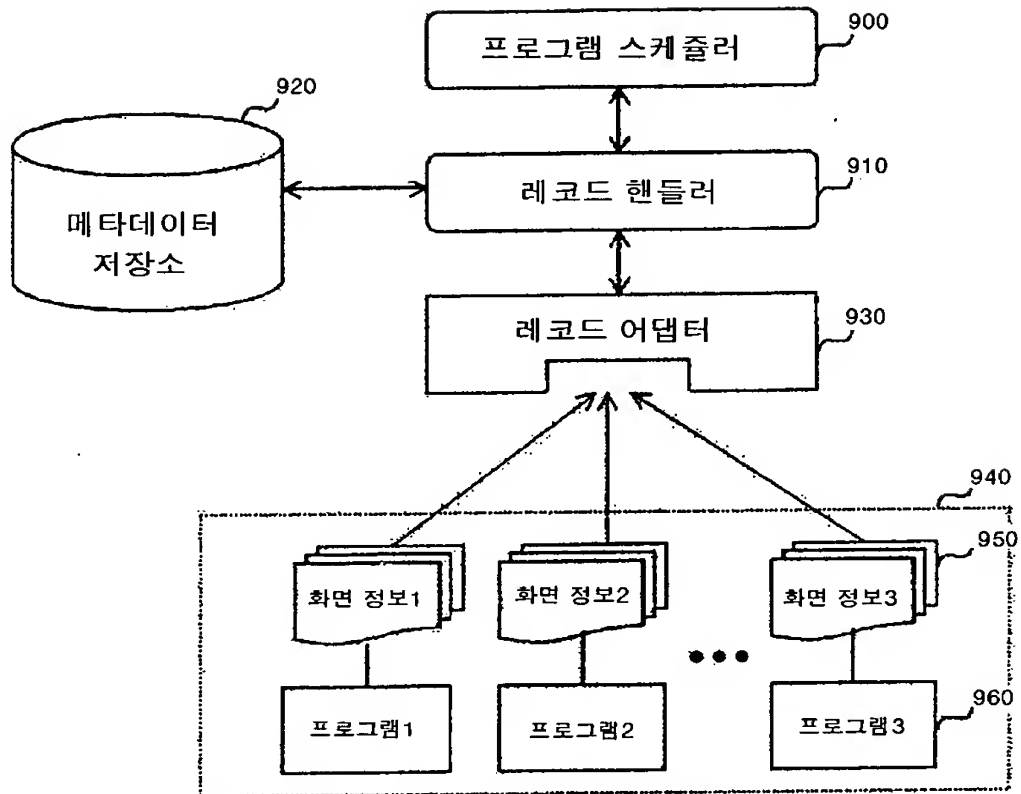 프로그램 스케쥴러
900
920
레코드 핸들러
910
메타데이터
저장소
레코드 어댑터
930
940
950
화면 정보1
화면 정보2
화면 정보3
960
프로그램1
프로그램2
프로그램3